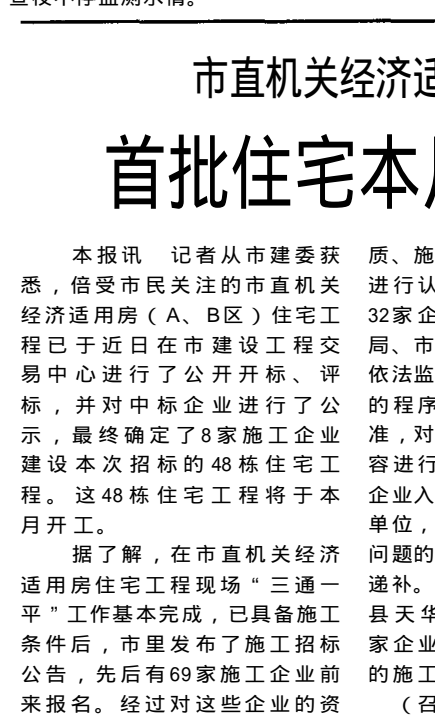 市直机关经济适
首批住宅本月
本报讯　记者从市建委获
悉，倍受市民关注的市直机关
经济适用房（A、B区）住宅工
程已于近日在市建设工程交
易中心进行了公开开标、评
标，并对中标企业进行了公
示，最终确定了8家施工企业
建设本次招标的48栋住宅工
程。这48栋住宅工程将于本
月开工。
据了解，在市直机关经济
适用房住宅工程现场“三通一
平”工作基本完成，已具备施工
条件后，市里发布了施工招标
公告，先后有69家施工企业前
来报名。经过对这些企业的资
质、施
进行认
32家企
局、市
依法监
的程序
准，对
容进行
企业入
单位，
问题的
递补。
县天华
家企业
的施工
（召